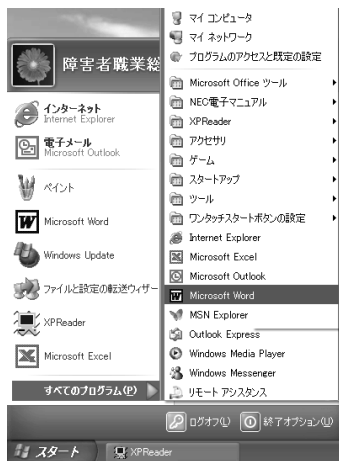 障害者職業総
インターネット
Internet Explorer
電子メール
Microsoft Outlook
ペイント
Microsoft Word
Windows Update
ファイルと設定の転送ウィザー
XPReader
Microsoft Excel
すべてのプログラム(P)
マイ コンピュータ
マイ ネットワーク
プログラムのアクセスと既定の設定
Microsoft Office ツール
NEC電子マニュアル
XPReader
アクセサリ
ゲーム
スタートアップ
ツール
ワンタッチスタートボタンの設定
Internet Explorer
Microsoft Excel
Microsoft Outlook
Microsoft Word
MSN Explorer
Outlook Express
Windows Media Player
Windows Messenger
リモート アシスタンス
ログオフ(L)
終了オプション(U)
スタート
XPReader